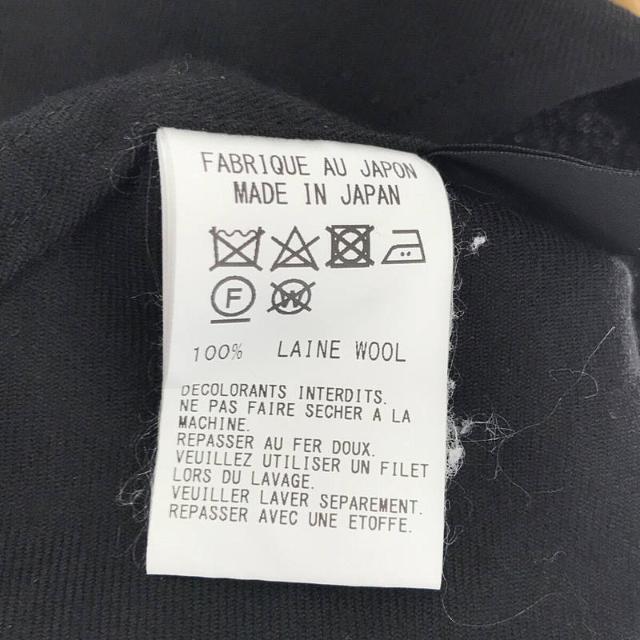 FABRIQUE AU JAPON
MADE IN JAPAN
F W
100% LAINE WOOL
DECOLORANTS INTERDITS.
NE PAS FAIRE SECHER A LA
MACHINE.
REPASSER AU FER DOUX.
VEUILLEZ UTILISER UN FILET
LORS DU LAVAGE.
VEUILLER LAVER SEPAREMENT.
REPASSER AVEC UNE ETOFFE.